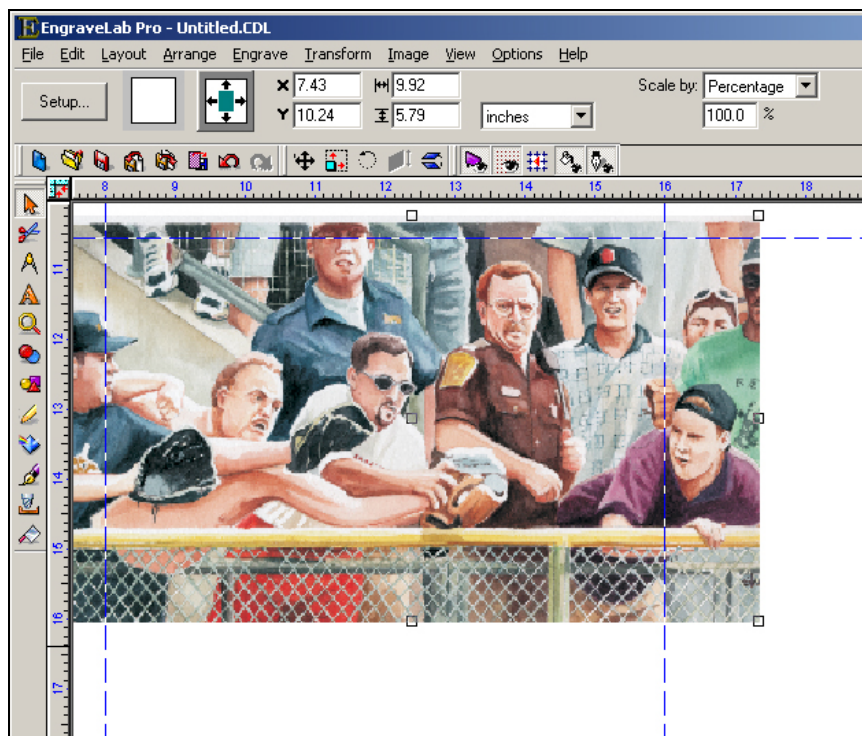 EngraveLab Pro - Untitled.CDL
File Edit Layout Arrange Engrave Transform Image View Options Help
Setup... X 7.43 9.92 Scale by: Percentage
Y 10.24 5.79 inches 100.0 %
8 9 10 11 12 13 14 15 16 17 18
11
12
13
14
15
16
17